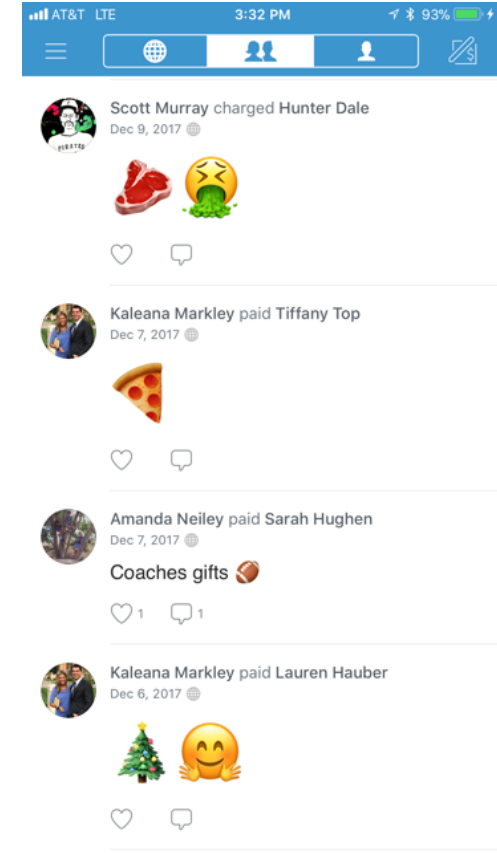 AT&T LTE 3:32 PM 93%
Scott Murray charged Hunter Dale
Dec 9, 2017
Kaleana Markley paid Tiffany Top
Dec 7, 2017
Amanda Neiley paid Sarah Hughen
Dec 7, 2017
Coaches gifts 🏈
1 1
Kaleana Markley paid Lauren Hauber
Dec 6, 2017